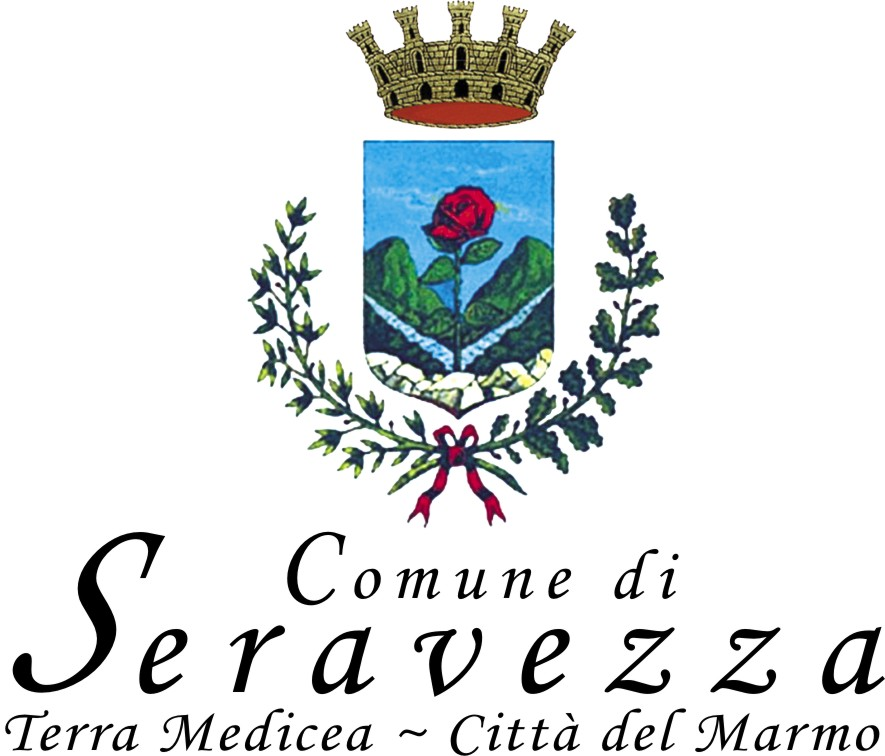 Comune di
Seravezza
Terra Medicea ~ Città del Marmo